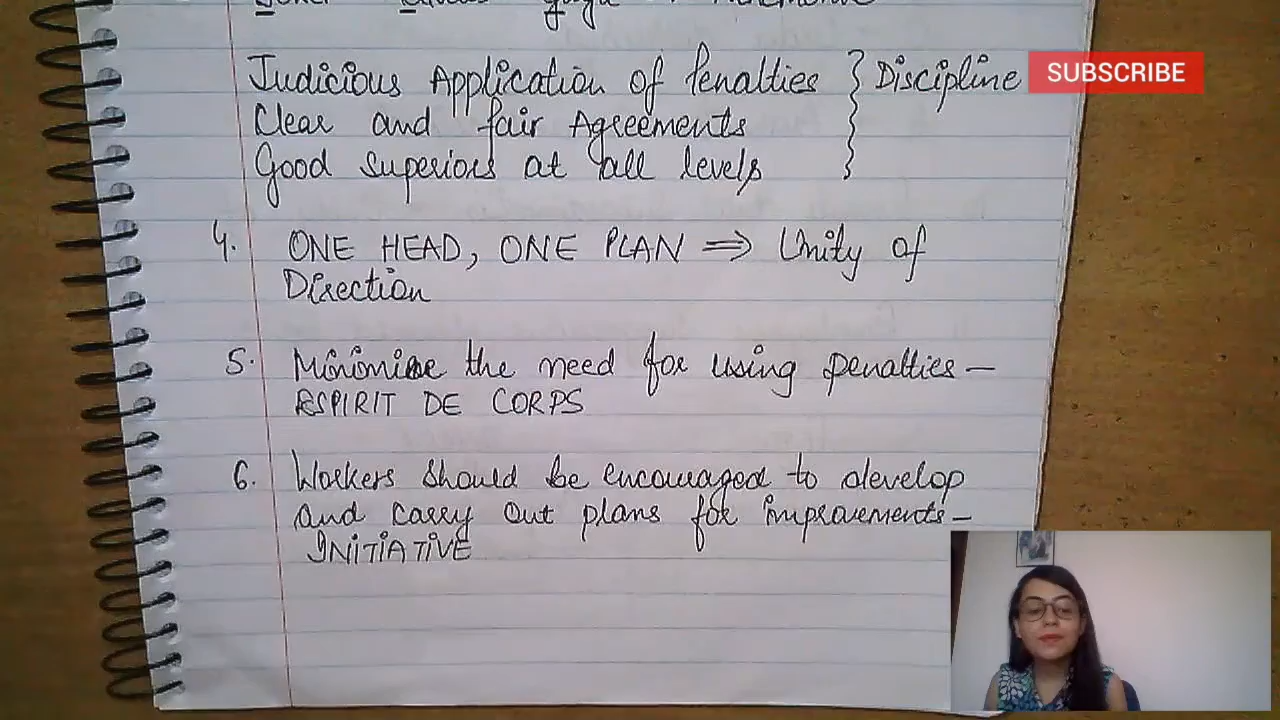 Judicious Application of Penalties } Discipline
SUBSCRIBE
Clear and fair Agreements
Good Superiors at all levels
4. ONE HEAD, ONE PLAN ⇒ Unity of
Direction
5. Minimise the need for using penalties –
ESPIRIT DE CORPS
6. Workers should be encouraged to develop
and carry out plans for improvements –
INITIATIVE